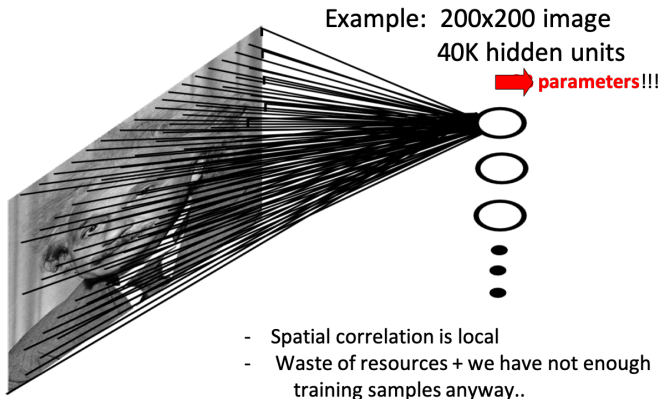 Example: 200x200 image
40K hidden units
parameters!!!
- Spatial correlation is local
- Waste of resources + we have not enough
training samples anyway..